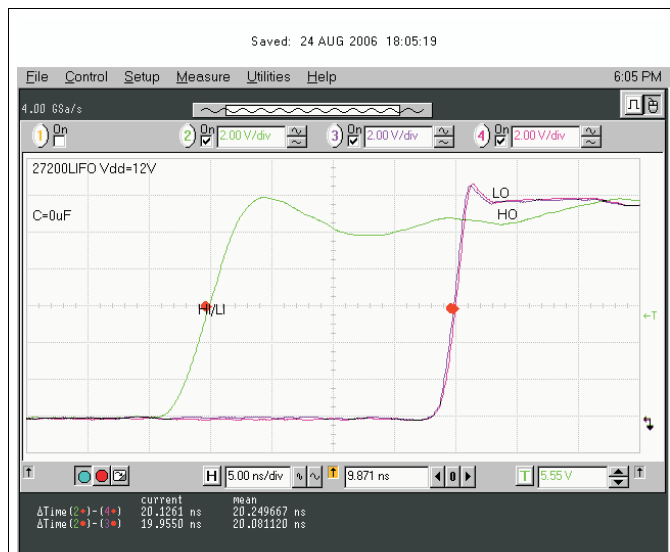 Saved: 24 AUG 2006 18:05:19
File Control Setup Measure Utilities Help 6:05 PM
4.00 GSa/s
1 On 2 On 2.00 V/div 3 On 2.00 V/div 4 On 2.00 V/div
27200LIFO Vdd=12V
LO
C=0uF
HO
HI/LI
T
H 5.00 ns/div 9.871 ns 0 T 5.55 V
current mean
ΔTime(2)-(4) 20.1261 ns 20.249667 ns
ΔTime(2)-(3) 19.9550 ns 20.081120 ns